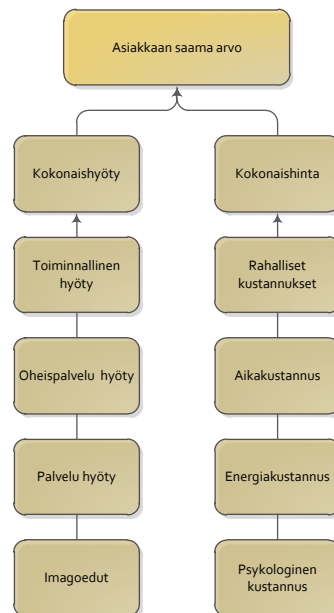 Asiakkaan saama arvo
Kokonaishyöty
Kokonaishinta
Toiminnallinen
hyöty
Rahalliset
kustannukset
Oheispalvelu hyöty
Aikakustannus
Palvelu hyöty
Energiakustannus
Imagoedut
Psykologinen
kustannus